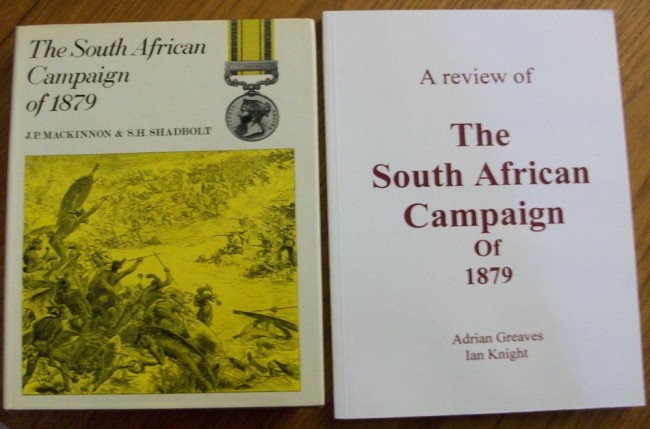 The South African
Campaign
of 1879
J.P. MACKINNON & S.H. SHADBOLT
A review of
The
South African
Campaign
Of
1879
Adrian Greaves
Ian Knight